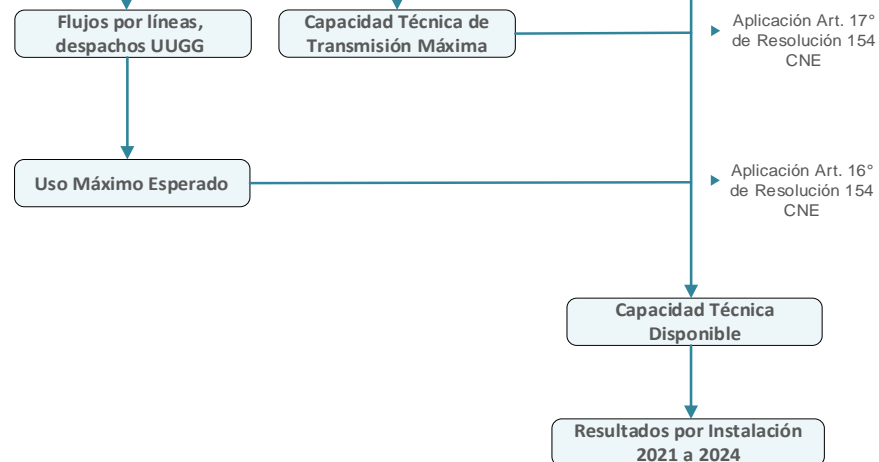 Flujos por líneas,
despachos UUGG
Capacidad Técnica de
Transmisión Máxima
Aplicación Art. 17°
de Resolución 154
CNE
Uso Máximo Esperado
Aplicación Art. 16°
de Resolución 154
CNE
Capacidad Técnica
Disponible
Resultados por Instalación
2021 a 2024